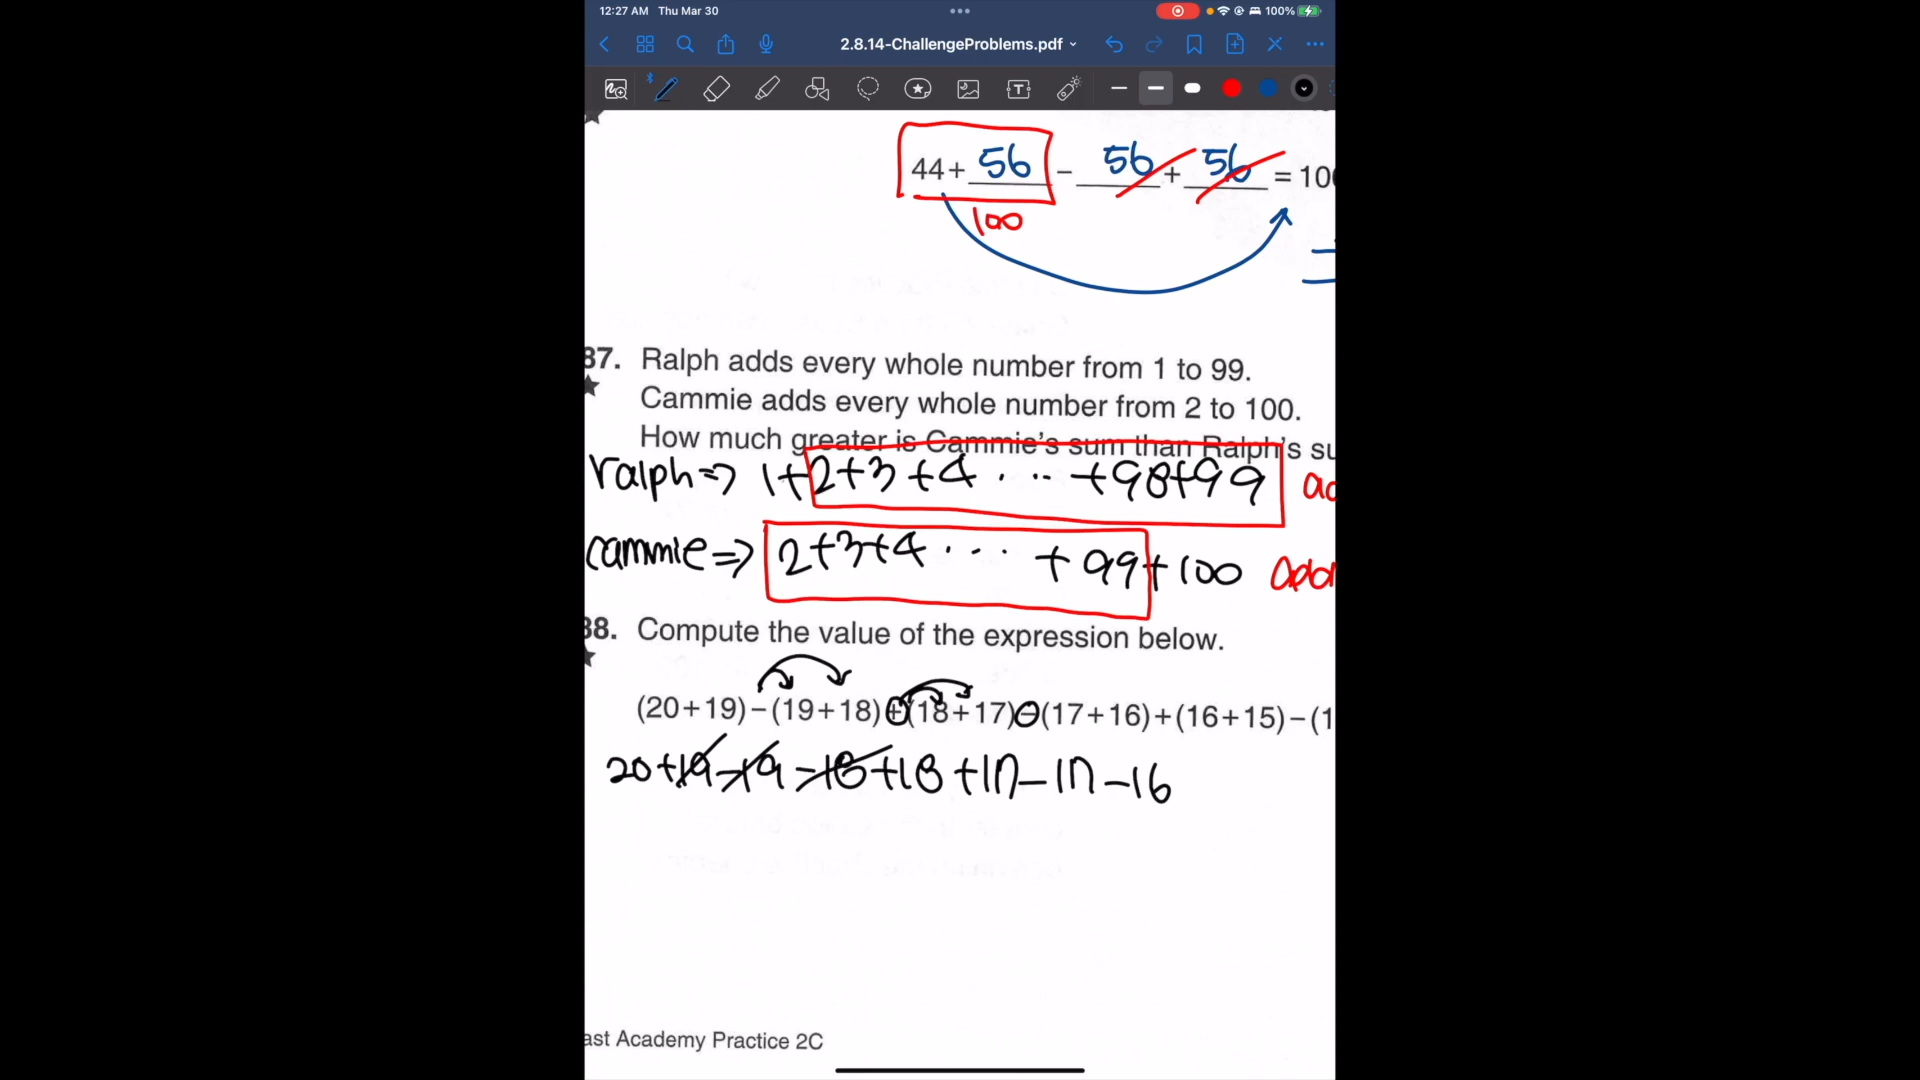 12:27 AM Thu Mar 30
100%
2.8.14-ChallengeProblems.pdf
44+ 56 − 56 + 56 = 10
100
87. Ralph adds every whole number from 1 to 99.
Cammie adds every whole number from 2 to 100.
How much greater is Cammie's sum than Ralph's su
ralph=> 1+2+3+4 . . . +98+99
cammie=> 2+3+4 . . . +99+100
38. Compute the value of the expression below.
(20+19)−(19+18)+(18+17)−(17+16)+(16+15)−(1
20+19−19−18+18+17−17−16
ast Academy Practice 2C